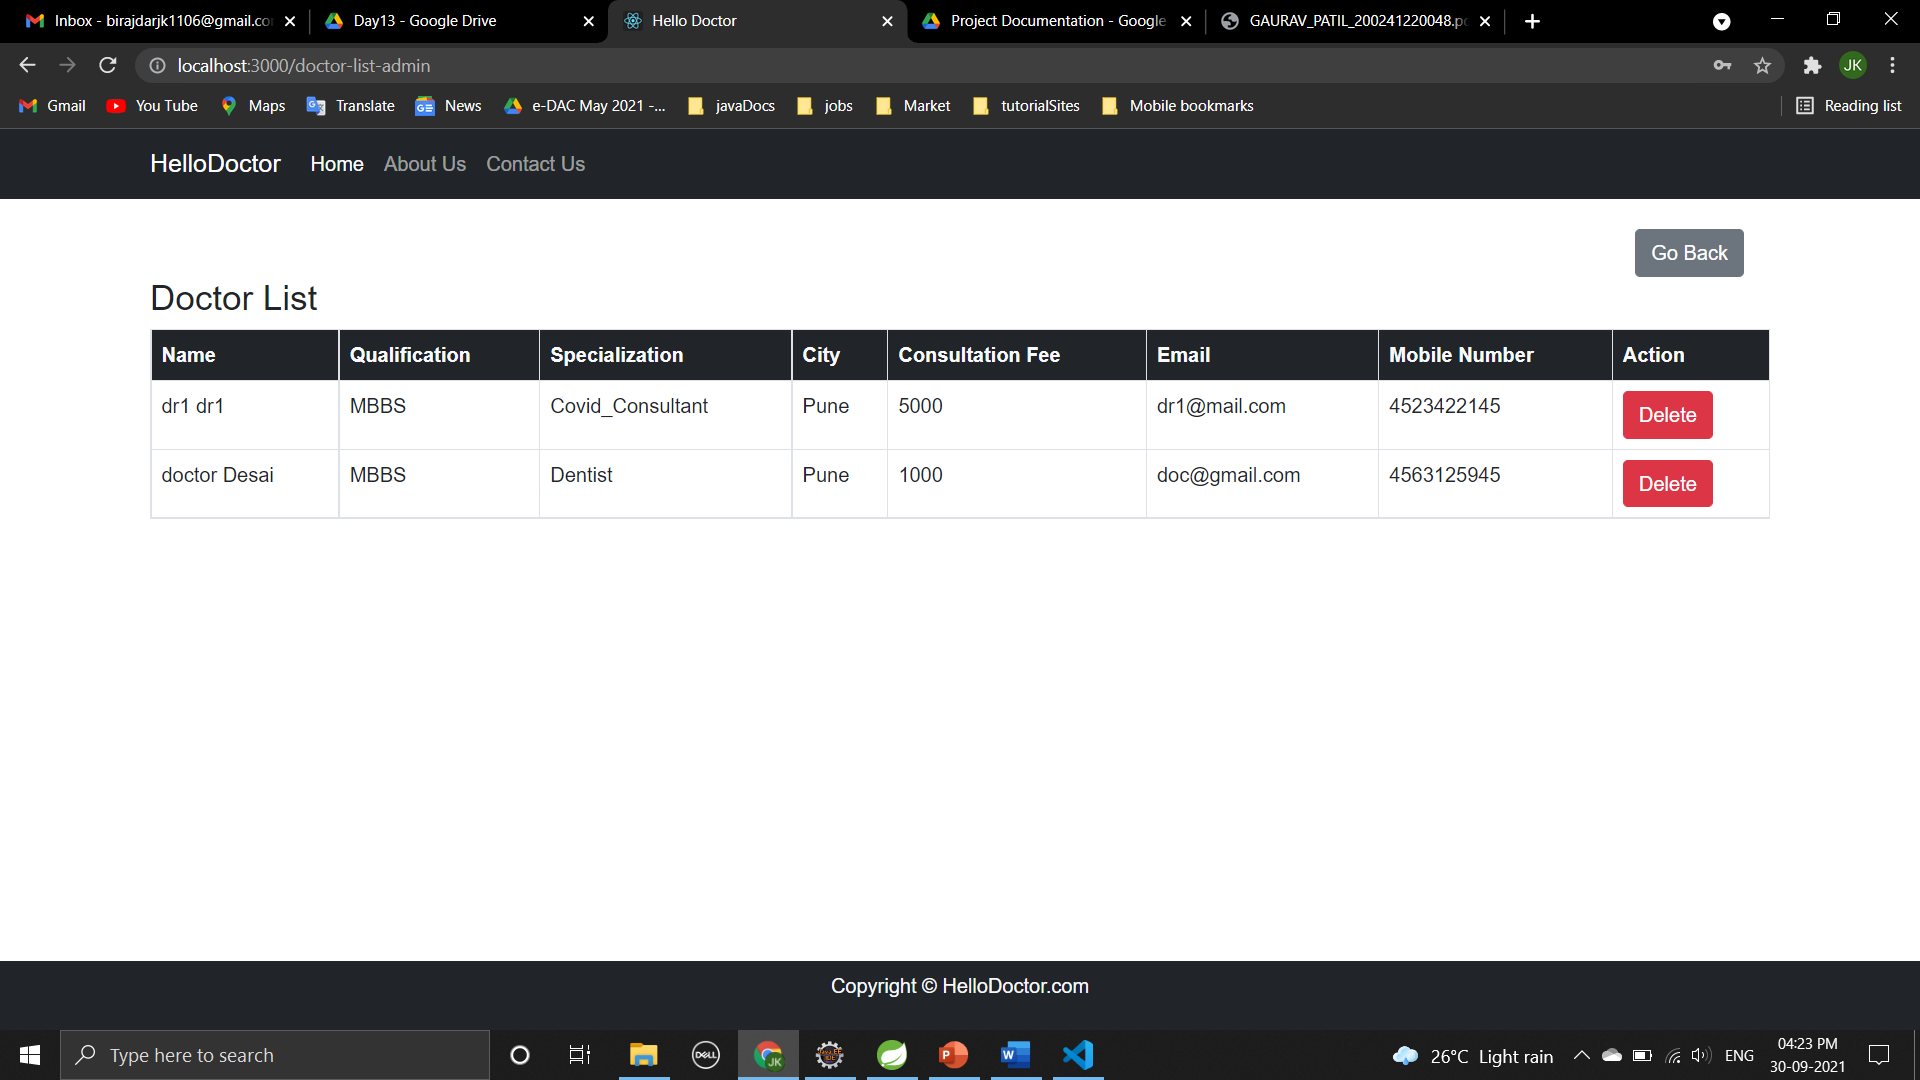 Inbox - birajdarjk1106@gmail.co
Day13 - Google Drive
Hello Doctor
Project Documentation - Google
GAURAV_PATIL_200241220048.p
localhost:3000/doctor-list-admin
JK
Gmail
You Tube
Maps
Translate
News
e-DAC May 2021 -...
javaDocs
jobs
Market
tutorialSites
Mobile bookmarks
Reading list
HelloDoctor Home About Us Contact Us
Go Back
Doctor List
Name Qualification Specialization City Consultation Fee Email Mobile Number Action
dr1 dr1 MBBS Covid_Consultant Pune 5000 dr1@mail.com 4523422145 Delete
doctor Desai MBBS Dentist Pune 1000 doc@gmail.com 4563125945 Delete
Copyright © HelloDoctor.com
Type here to search
DELL
JK
P
W
26°C Light rain
ENG
04:23 PM
30-09-2021